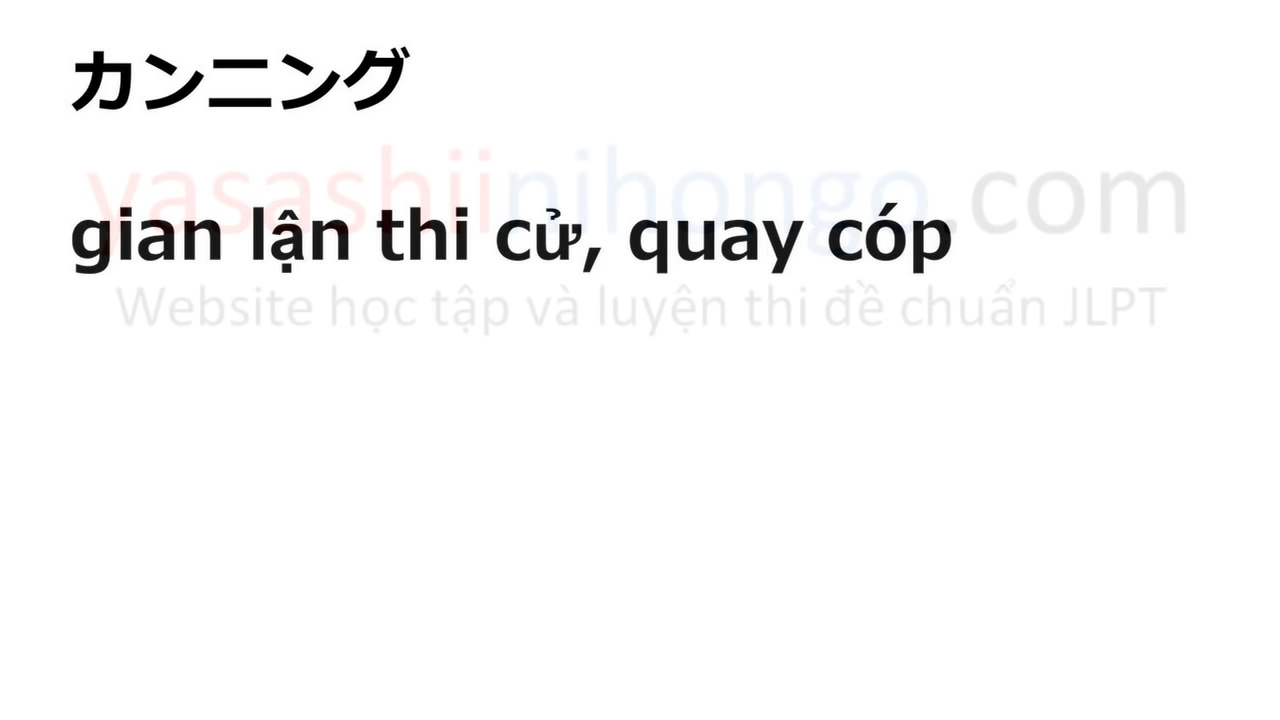 カンニング
yasashiinihongo.com
gian lận thi cử, quay cóp
Website học tập và luyện thi đề chuẩn JLPT